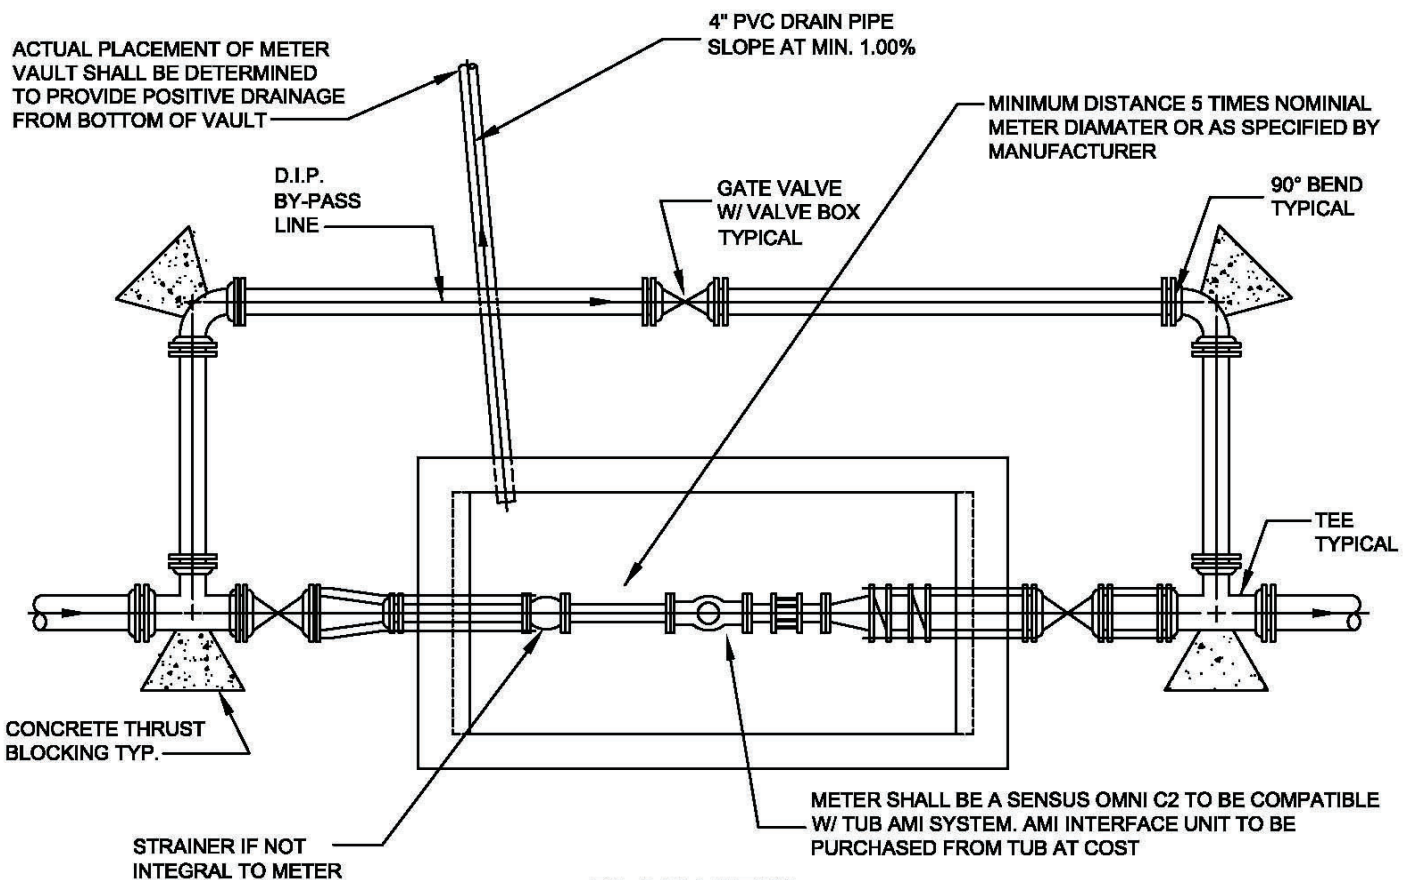 ACTUAL PLACEMENT OF METER
VAULT SHALL BE DETERMINED
TO PROVIDE POSITIVE DRAINAGE
FROM BOTTOM OF VAULT
4" PVC DRAIN PIPE
SLOPE AT MIN. 1.00%
MINIMUM DISTANCE 5 TIMES NOMINIAL
METER DIAMATER OR AS SPECIFIED BY
MANUFACTURER
D.I.P.
BY-PASS
LINE
GATE VALVE
W/ VALVE BOX
TYPICAL
90° BEND
TYPICAL
TEE
TYPICAL
CONCRETE THRUST
BLOCKING TYP.
STRAINER IF NOT
INTEGRAL TO METER
METER SHALL BE A SENSUS OMNI C2 TO BE COMPATIBLE
W/ TUB AMI SYSTEM. AMI INTERFACE UNIT TO BE
PURCHASED FROM TUB AT COST